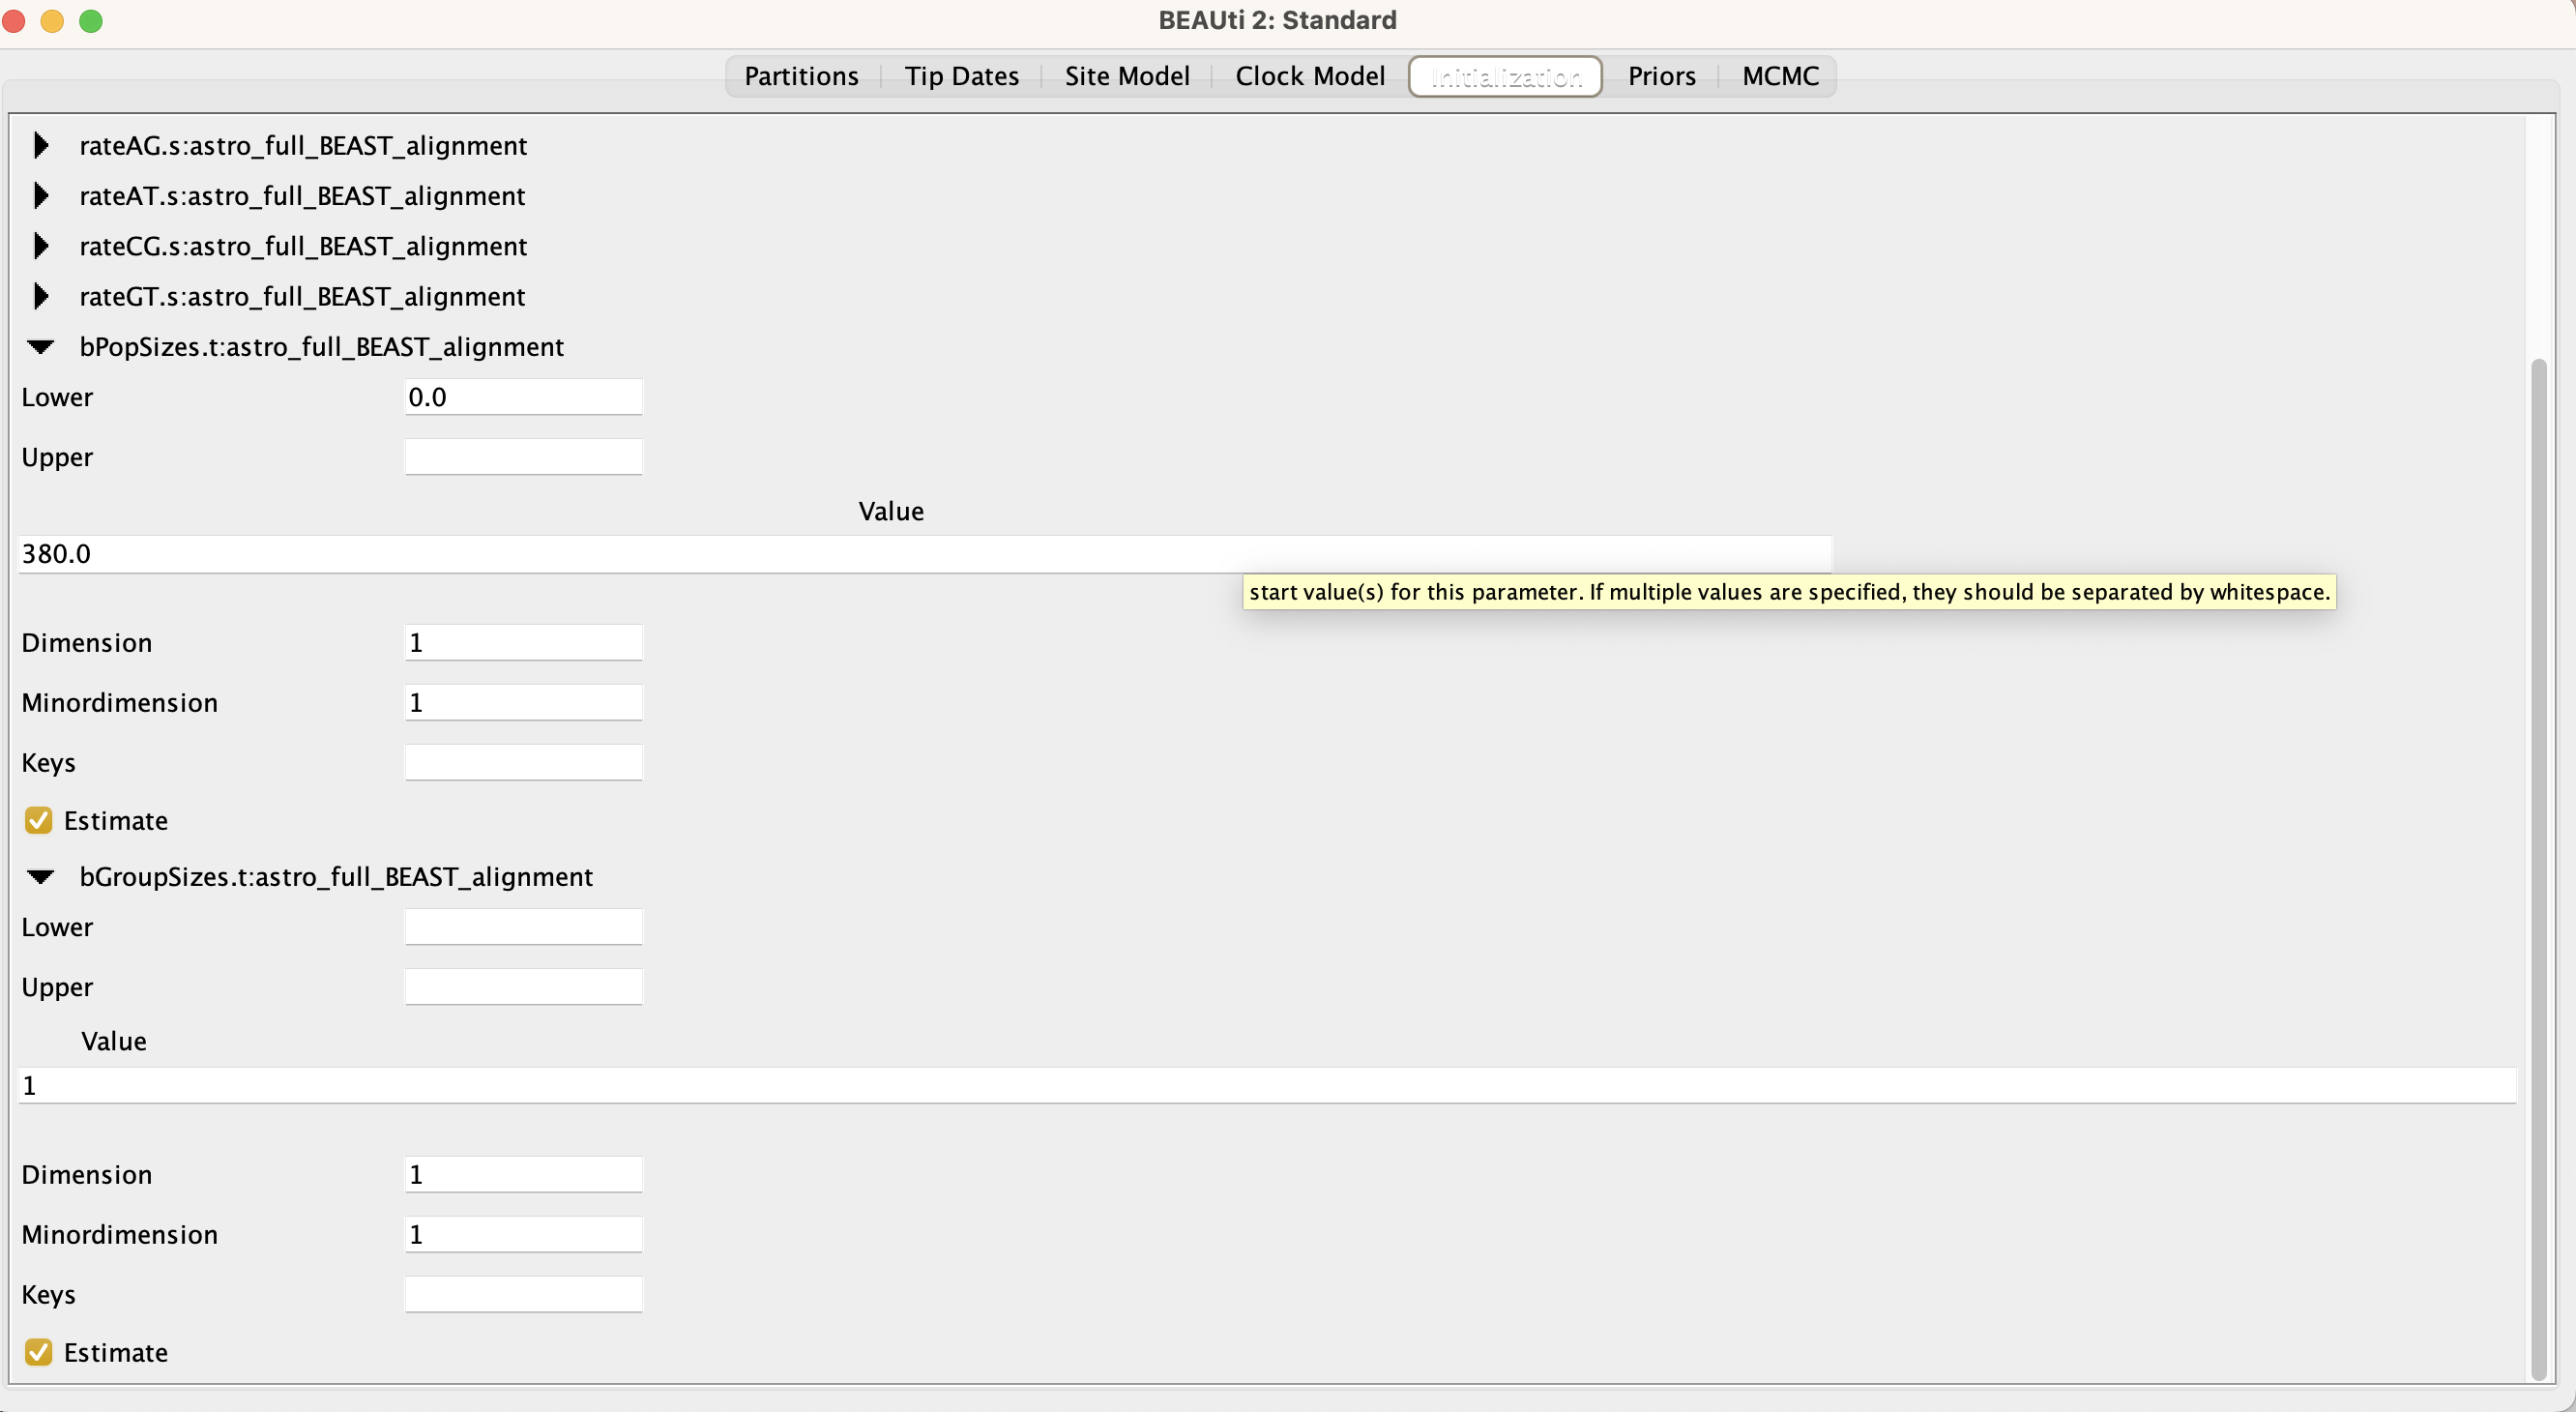 BEAUti 2: Standard
Partitions Tip Dates Site Model Clock Model Initialization Priors MCMC
rateAG.s:astro_full_BEAST_alignment
rateAT.s:astro_full_BEAST_alignment
rateCG.s:astro_full_BEAST_alignment
rateGT.s:astro_full_BEAST_alignment
bPopSizes.t:astro_full_BEAST_alignment
Lower 0.0
Upper
Value
380.0
start value(s) for this parameter. If multiple values are specified, they should be separated by whitespace.
Dimension 1
Minordimension 1
Keys
Estimate
bGroupSizes.t:astro_full_BEAST_alignment
Lower
Upper
Value
1
Dimension 1
Minordimension 1
Keys
Estimate